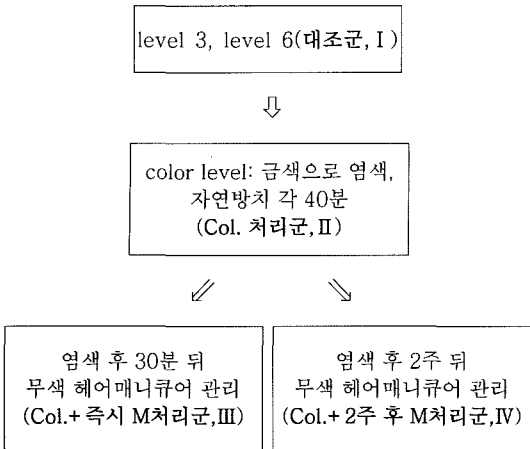 level 3, level 6(대조군, I )
color level: 금색으로 염색,
자연방치 각 40분
(Col. 처리군,Ⅱ)
염색 후 30분 뒤
무색 헤어매니큐어 관리
(Col.+ 즉시 M처리군,Ⅲ)
염색 후 2주 뒤
무색 헤어매니큐어 관리
(Col.+ 2주 후 M처리군,Ⅳ)